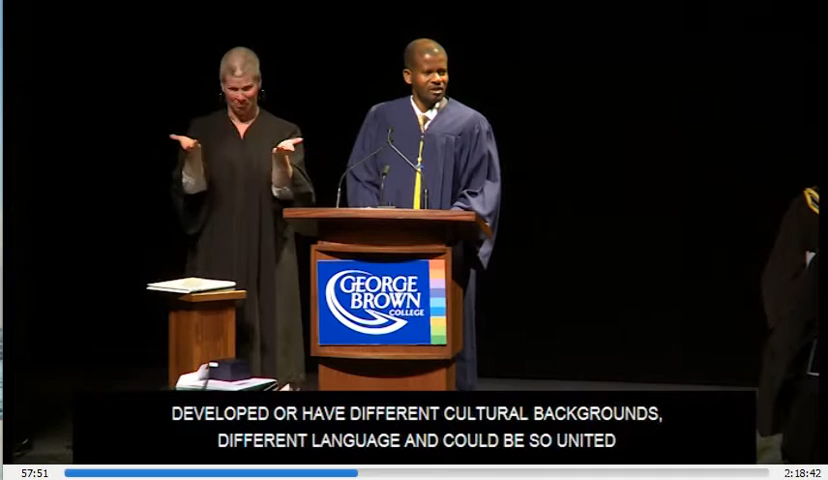 GEORGE
BROWN
COLLEGE
DEVELOPED OR HAVE DIFFERENT CULTURAL BACKGROUNDS,
DIFFERENT LANGUAGE AND COULD BE SO UNITED
57:51
2:18:42